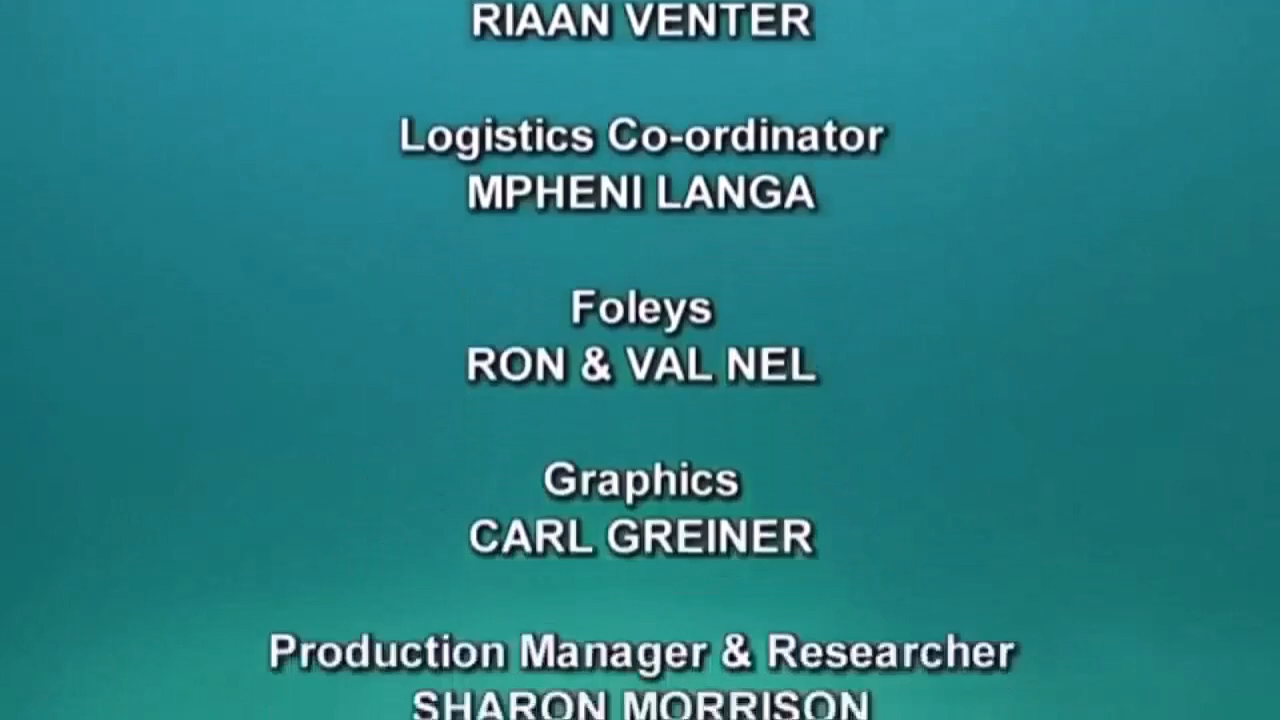 RIAAN VENTER
Logistics Co-ordinator
MPHENI LANGA
Foleys
RON & VAL NEL
Graphics
CARL GREINER
Production Manager & Researcher
SHARON MORRISON